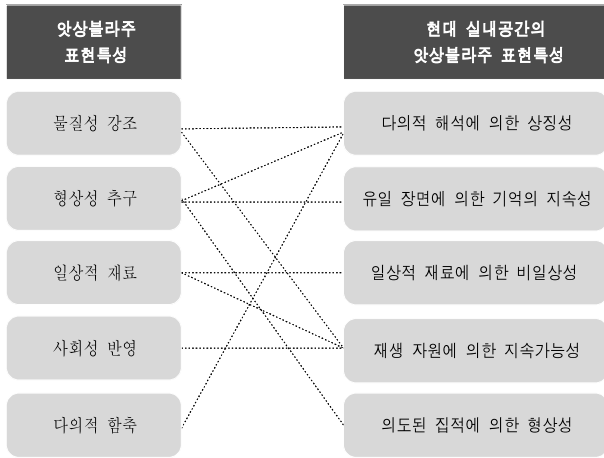 앗상블라주
표현특성
현대 실내공간의
앗상블라주 표현특성
물질성 강조
다의적 해석에 의한 상징성
형상성 추구
유일 장면에 의한 기억의 지속성
일상적 재료
일상적 재료에 의한 비일상성
사회성 반영
재생 자원에 의한 지속가능성
다의적 함축
의도된 집적에 의한 형상성